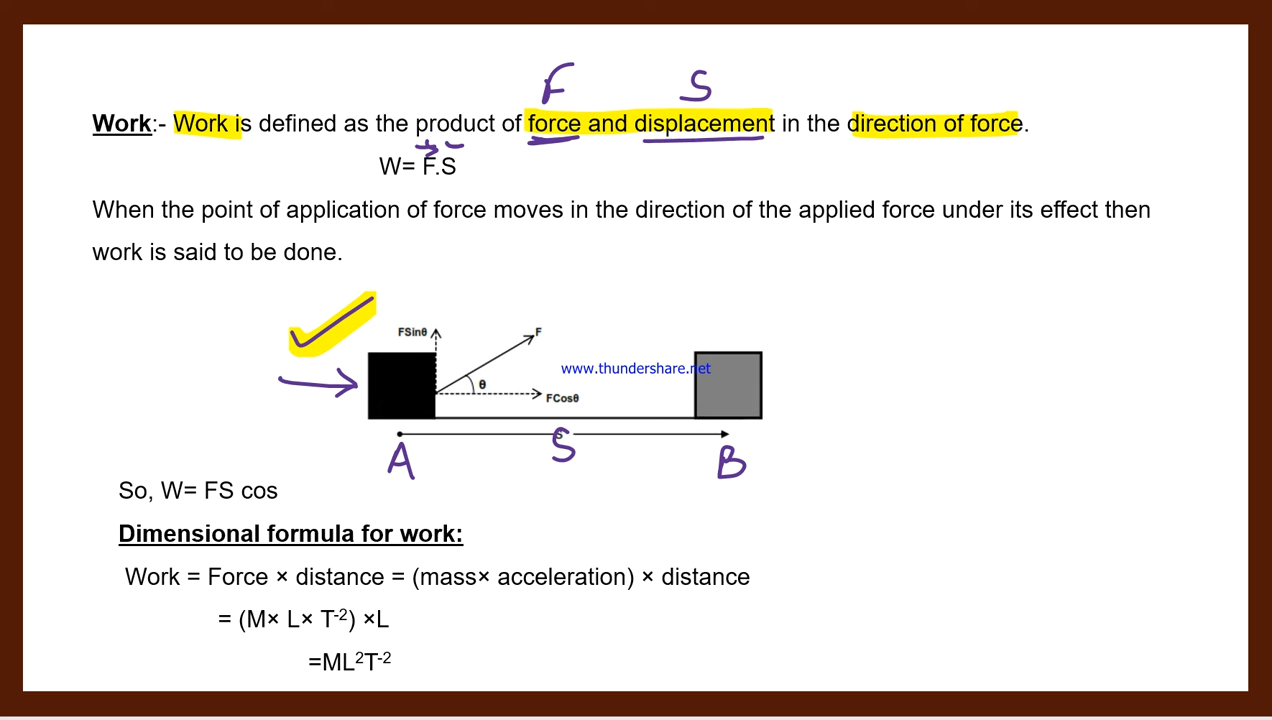 F S
Work:- Work is defined as the product of force and displacement in the direction of force.
W= F.S
When the point of application of force moves in the direction of the applied force under its effect then
work is said to be done.
FSinθ
F
www.thundershare.net
θ
FCosθ
S
A S B
So, W= FS cos
Dimensional formula for work:
Work = Force × distance = (mass× acceleration) × distance
= (M× L× T⁻²) ×L
=ML²T⁻²